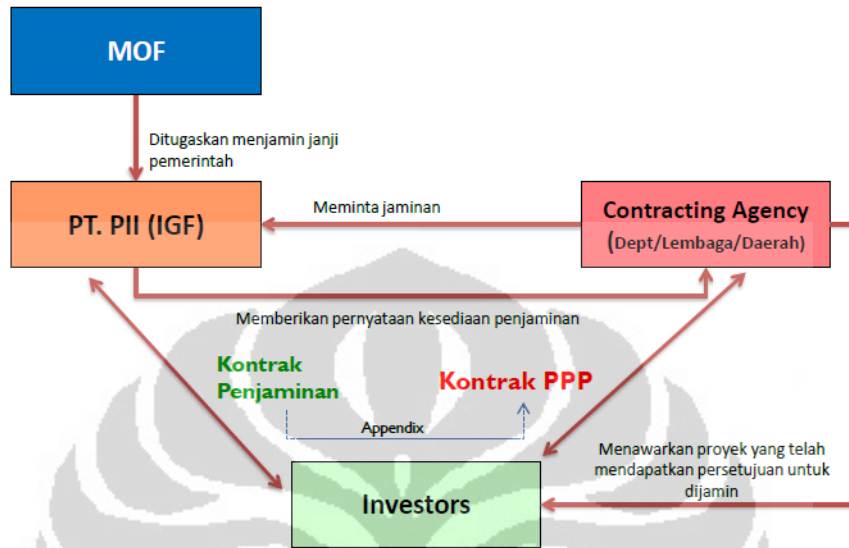 MOF
Ditugaskan menjamin janji
pemerintah
PT. PII (IGF)
Meminta jaminan
Contracting Agency
(Dept/Lembaga/Daerah)
Memberikan pernyataan kesediaan penjaminan
Kontrak
Penjaminan
Kontrak PPP
Appendix
Menawarkan proyek yang telah
mendapatkan persetujuan untuk
dijamin
Investors